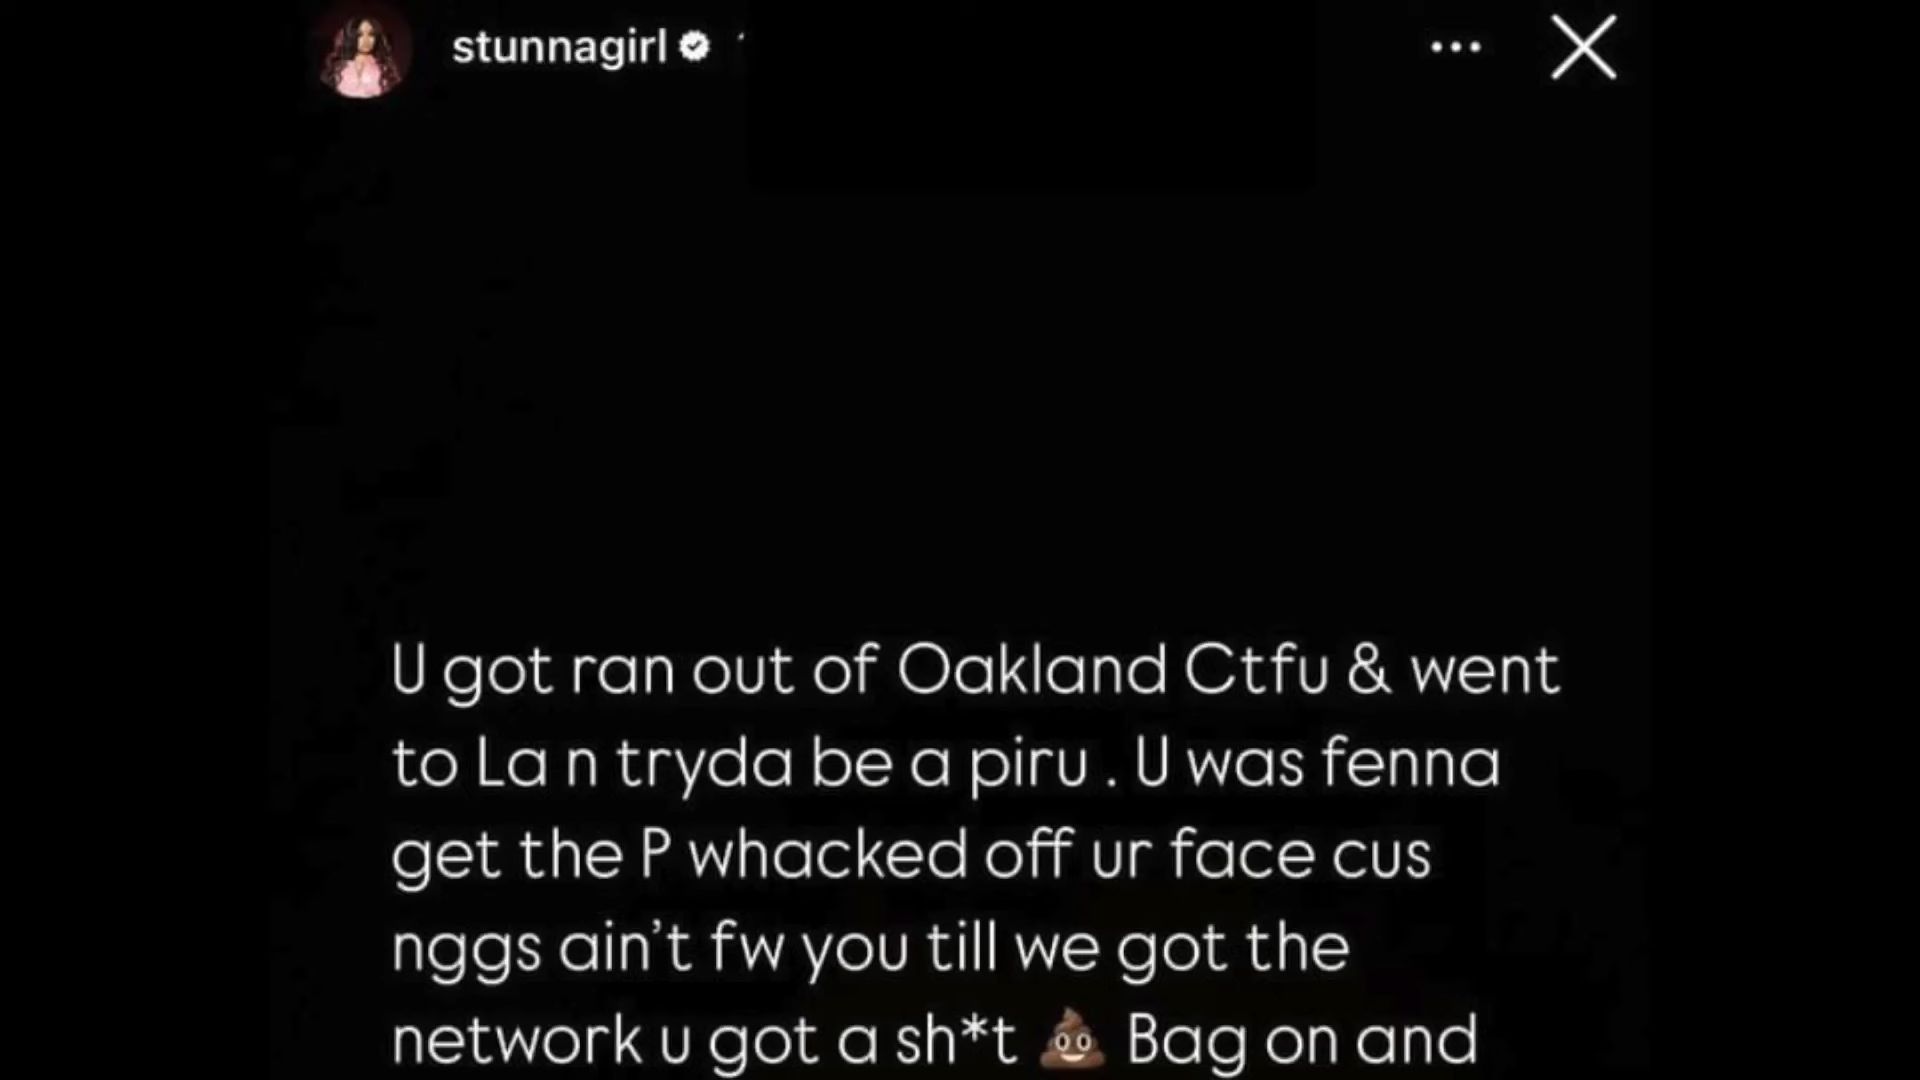 stunnagirl
U got ran out of Oakland Ctfu & went
to La n tryda be a piru . U was fenna
get the P whacked off ur face cus
nggs ain’t fw you till we got the
network u got a sh*t 💩 Bag on and